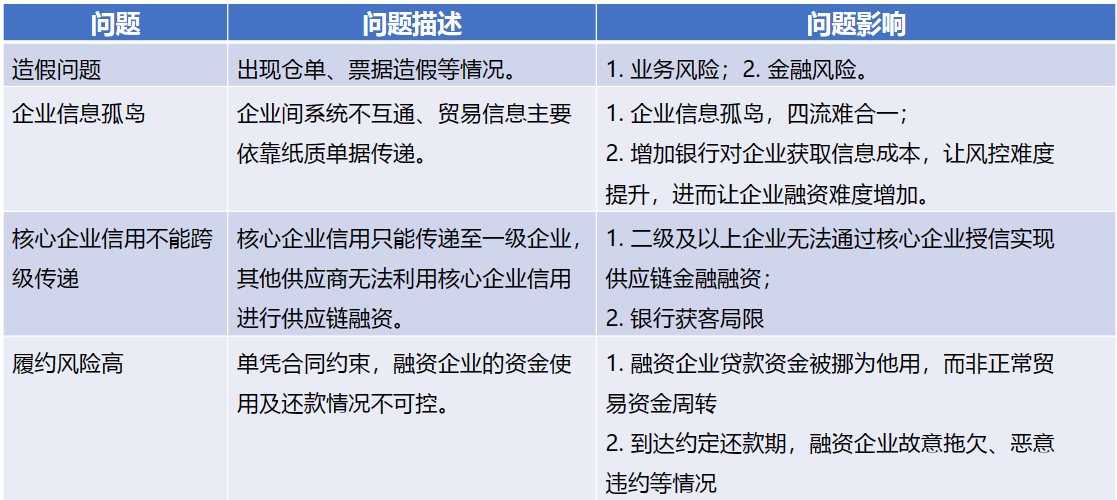 问题
问题描述
问题影响
造假问题
出现仓单、票据造假等情况。
1. 业务风险；2. 金融风险。
企业信息孤岛
企业间系统不互通、贸易信息主要
依靠纸质单据传递。
1. 企业信息孤岛，四流难合一；
2. 增加银行对企业获取信息成本，让风控难度
提升，进而让企业融资难度增加。
核心企业信用不能跨
级传递
核心企业信用只能传递至一级企业，
其他供应商无法利用核心企业信用
进行供应链融资。
1. 二级及以上企业无法通过核心企业授信实现
供应链金融融资；
2. 银行获客局限
履约风险高
单凭合同约束，融资企业的资金使
用及还款情况不可控。
1. 融资企业贷款资金被挪为他用，而非正常贸
易资金周转
2. 到达约定还款期，融资企业故意拖欠、恶意
违约等情况